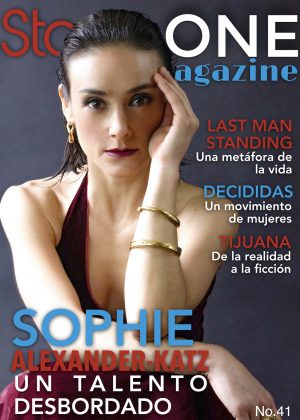 ONE
agazine
LAST MAN
STANDING
Una metáfora de
la vida
DECIDIDAS
Un movimiento
de mujeres
TIJUANA
De la realidad
a la ficción
SOPHIE
ALEXANDER-KATZ
UN TALENTO
DESBORDADO
No.41